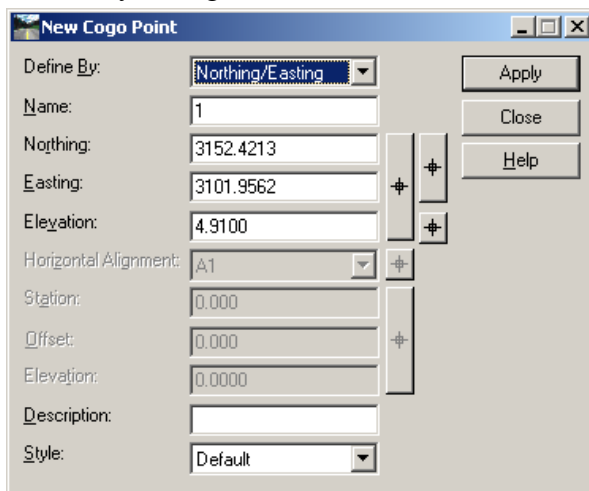 New Cogo Point
Define By: Northing/Easting
Apply
Name: 1
Close
Northing: 3152.4213
Help
Easting: 3101.9562
Elevation: 4.9100
Horizontal Alignment: A1
Station: 0.000
Offset: 0.000
Elevation: 0.0000
Description:
Style: Default